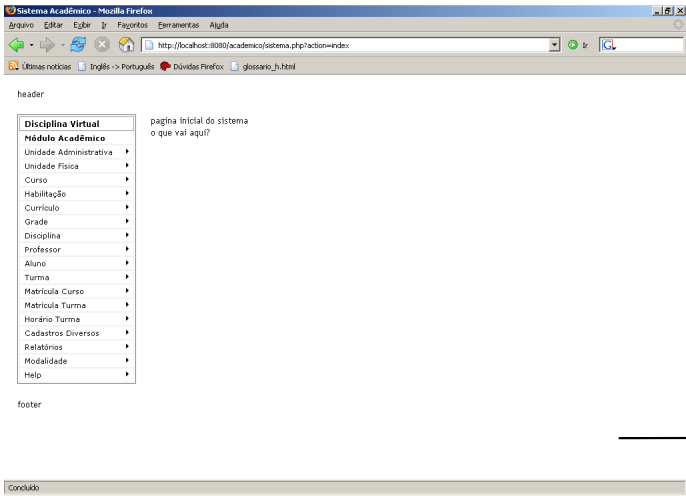 Sistema Acadêmico - Mozilla Firefox
Arquivo Editar Exibir Ir Favoritos Ferramentas Ajuda
http://localhost:8080/academico/sistema.php?action=index Ir G
Últimas notícias Inglês -> Português Dúvidas Firefox glossario_h.html
header
Disciplina Virtual
Módulo Acadêmico
Unidade Administrativa
Unidade Física
Curso
Habilitação
Currículo
Grade
Disciplina
Professor
Aluno
Turma
Matrícula Curso
Matrícula Turma
Horário Turma
Cadastros Diversos
Relatórios
Modalidade
Help
pagina inicial do sistema
o que vai aqui?
footer
Concluído